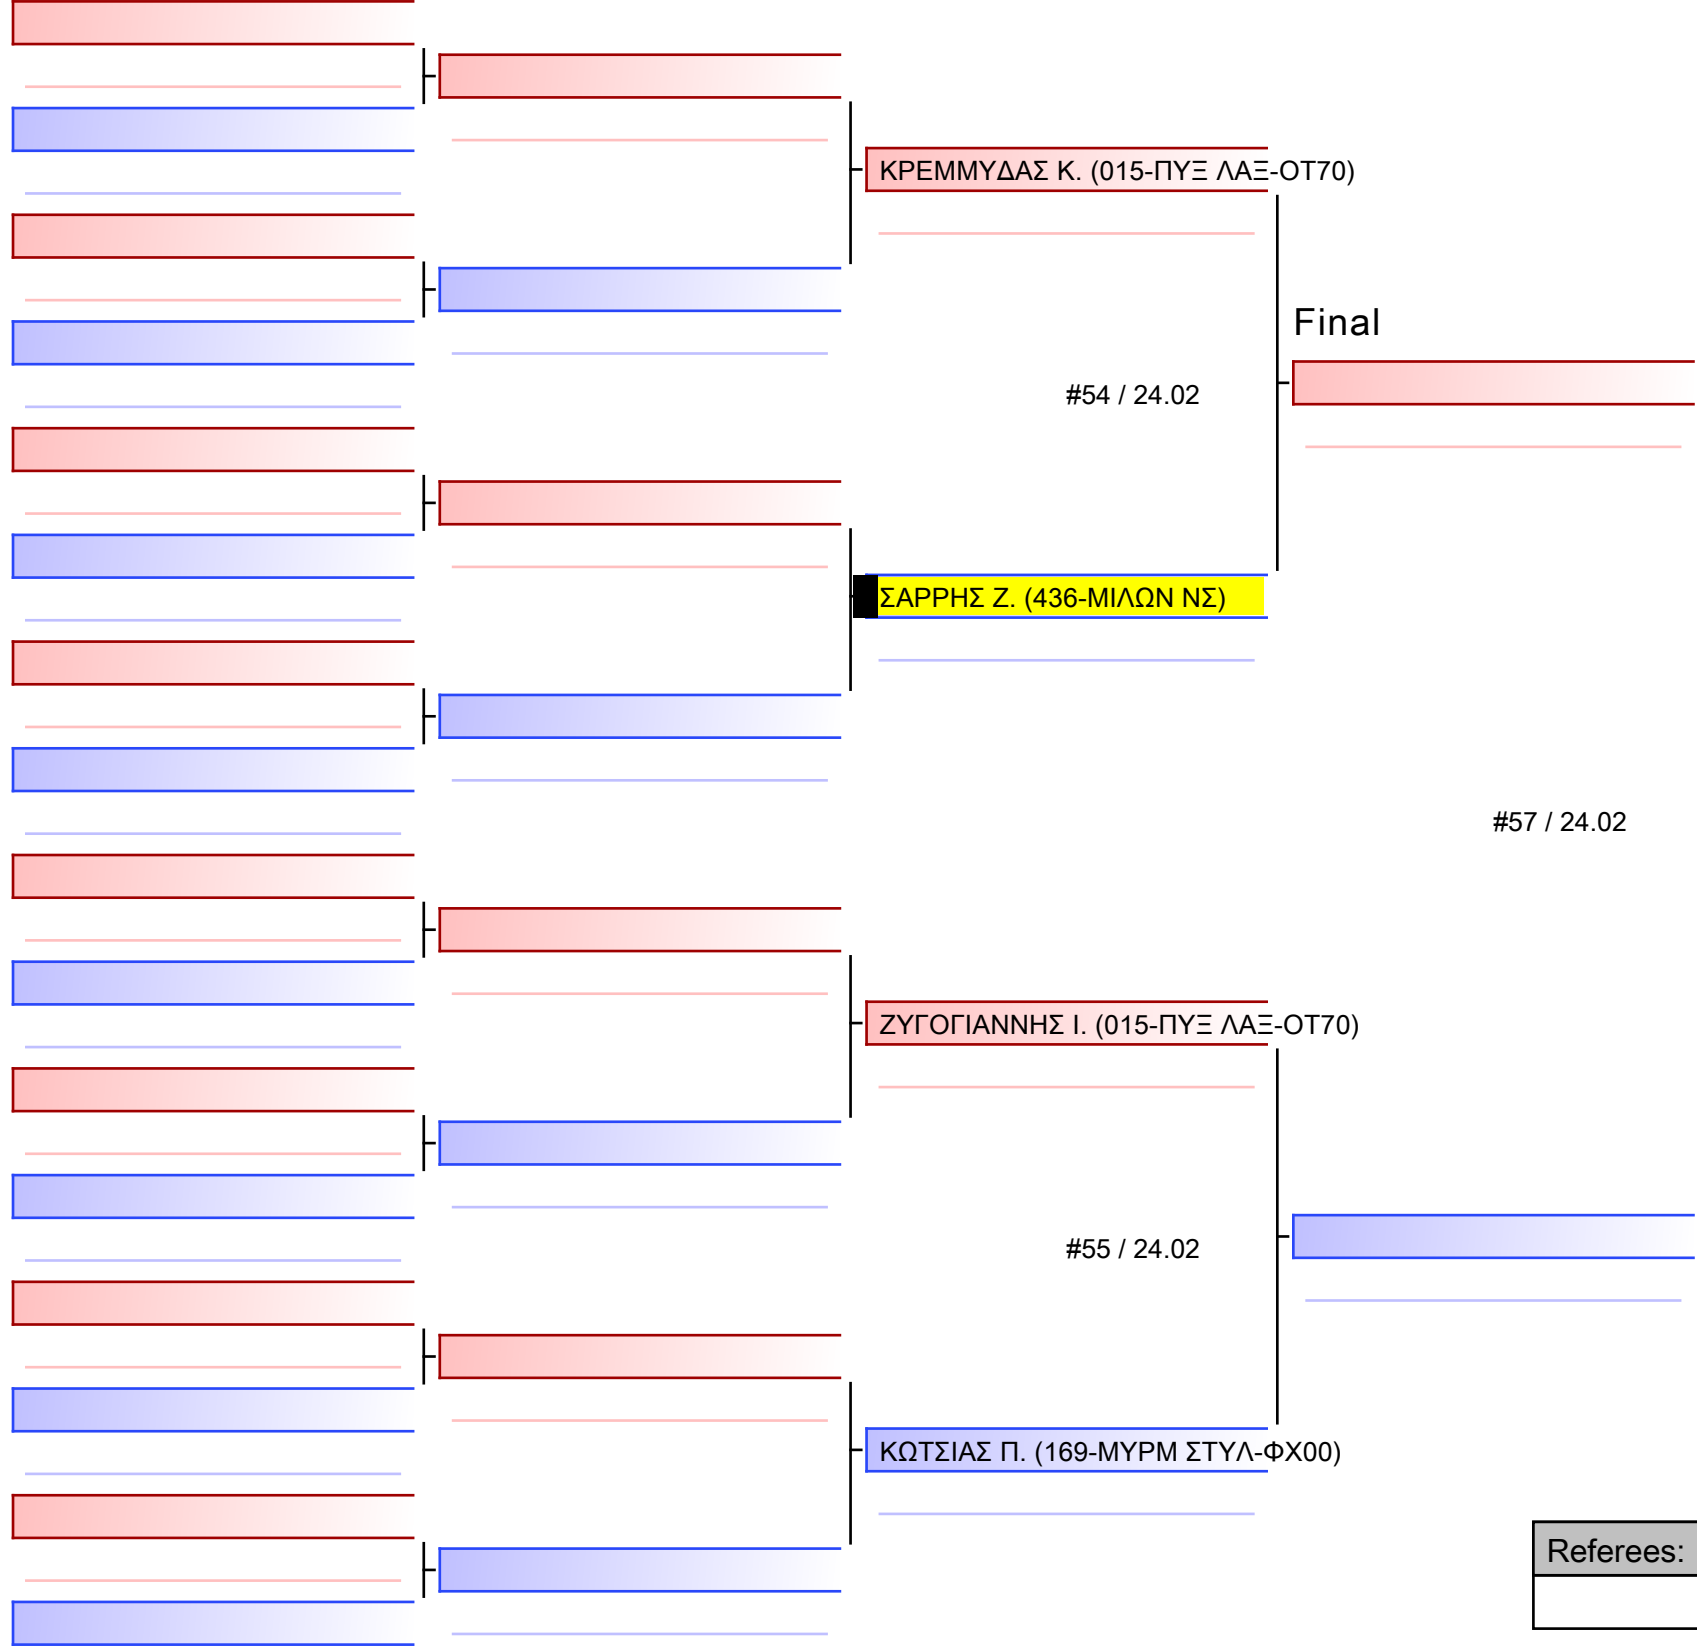 ΚΡΕΜΜΥΔΑΣ Κ. (015-ΠΥΞ ΛΑΞ-ΟΤ70)
Final
#54 / 24.02
ΣΑΡΡΗΣ Ζ. (436-ΜΙΛΩΝ ΝΣ)
#57 / 24.02
ΖΥΓΟΓΙΑΝΝΗΣ Ι. (015-ΠΥΞ ΛΑΞ-ΟΤ70)
#55 / 24.02
ΚΩΤΣΙΑΣ Π. (169-ΜΥΡΜ ΣΤΥΛ-ΦΧ00)
Referees: